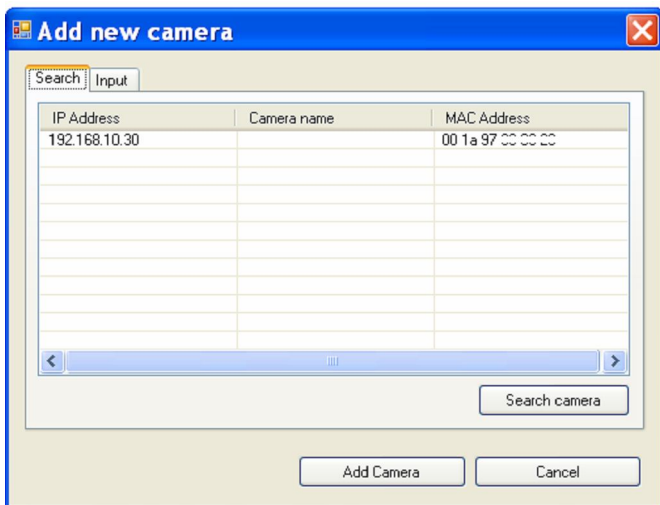 Add new camera
Search Input
IP Address Camera name MAC Address
192.168.10.30 00 1a 97
Search camera
Add Camera Cancel